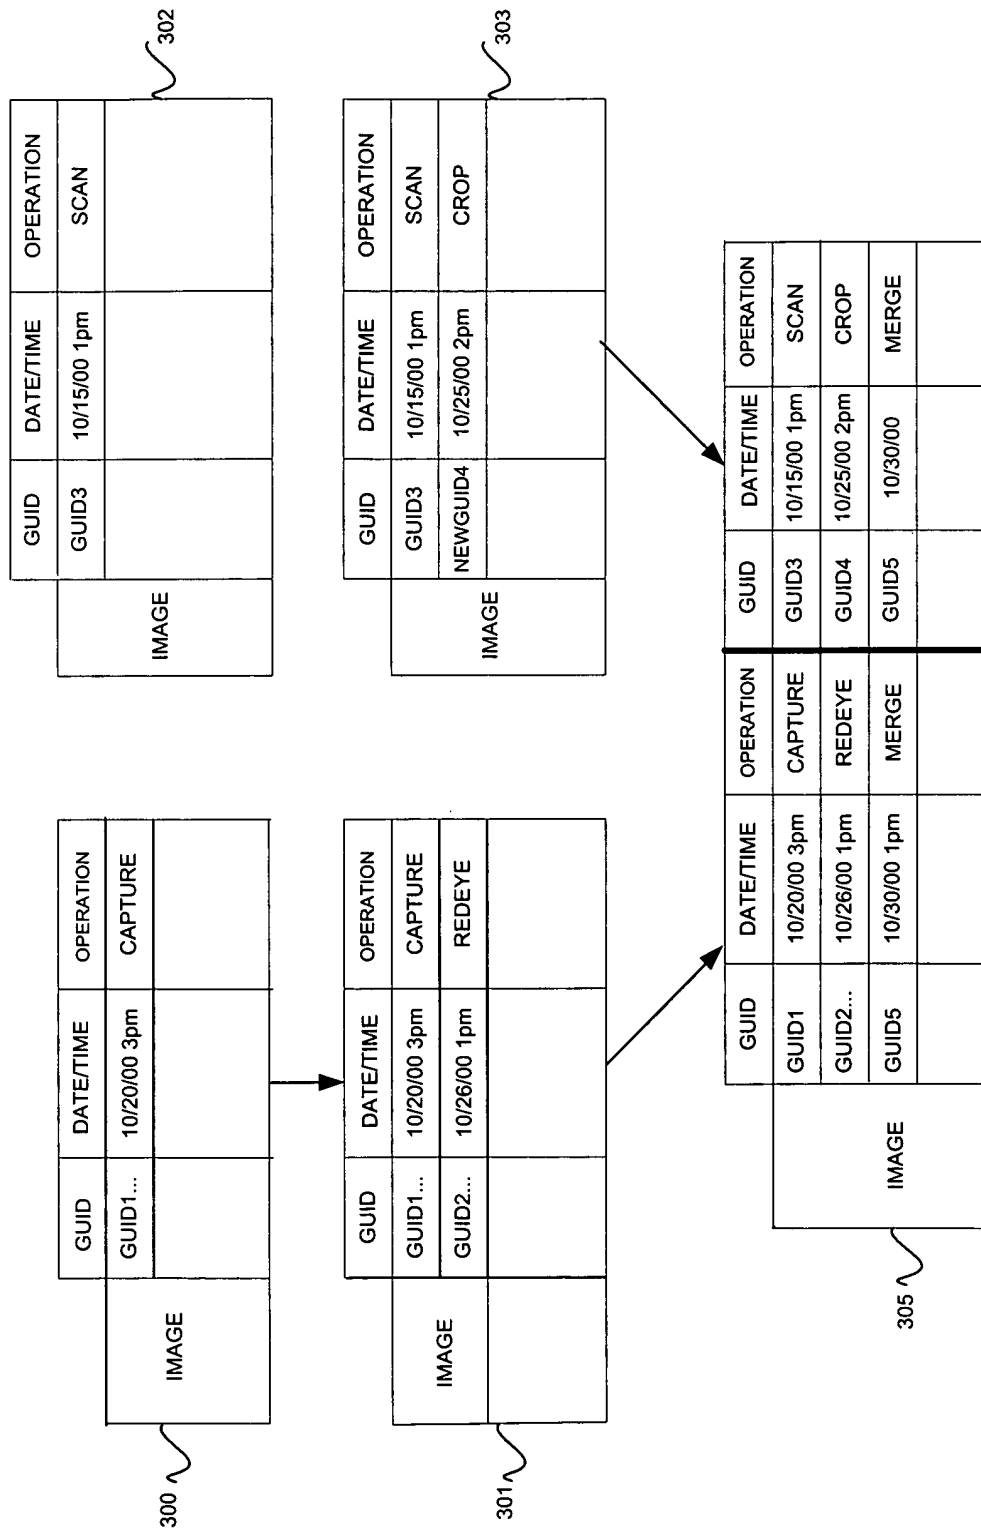 300
IMAGE
GUID DATE/TIME OPERATION
GUID1... 10/20/00 3pm CAPTURE
302
IMAGE
GUID DATE/TIME OPERATION
GUID3 10/15/00 1pm SCAN
301
IMAGE
GUID DATE/TIME OPERATION
GUID1... 10/20/00 3pm CAPTURE
GUID2... 10/26/00 1pm REDEYE
303
IMAGE
GUID DATE/TIME OPERATION
GUID3 10/15/00 1pm SCAN
NEWGUID4 10/25/00 2pm CROP
305
IMAGE
GUID DATE/TIME OPERATION GUID DATE/TIME OPERATION
GUID1 10/20/00 3pm CAPTURE GUID3 10/15/00 1pm SCAN
GUID2... 10/26/00 1pm REDEYE GUID4 10/25/00 2pm CROP
GUID5 10/30/00 1pm MERGE GUID5 10/30/00 MERGE